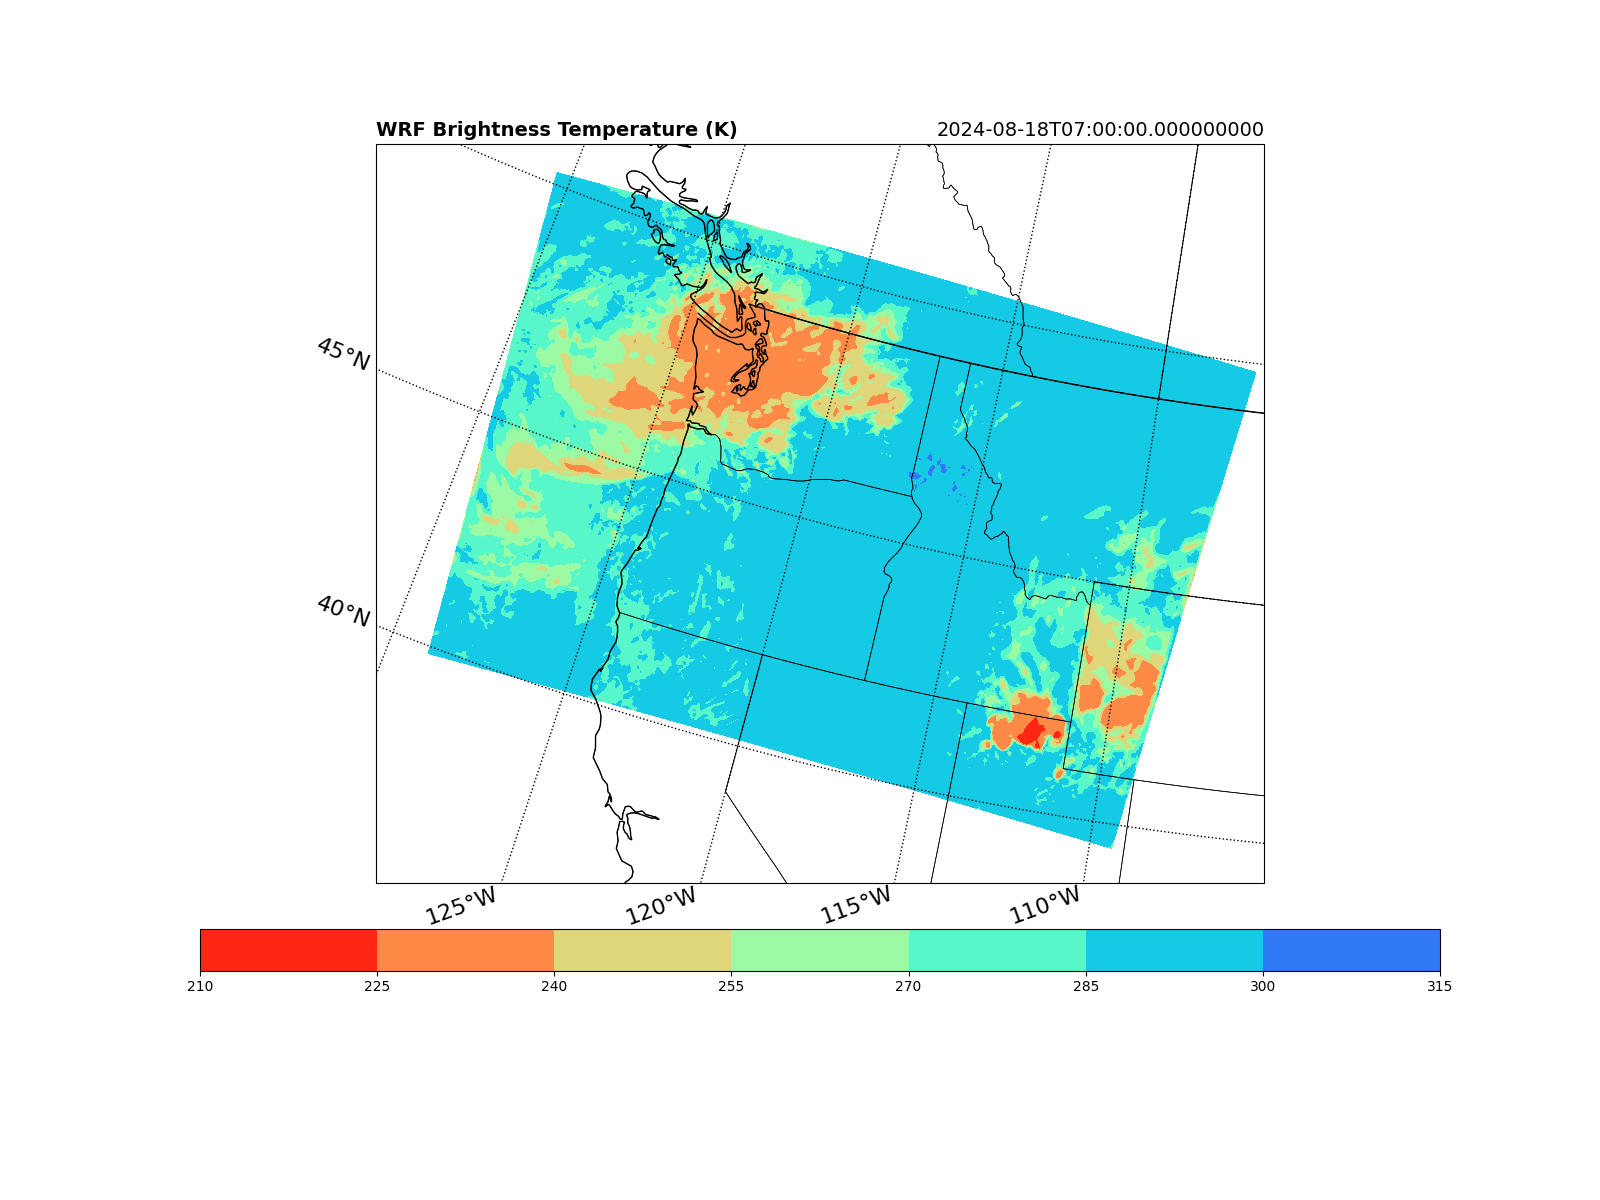 WRF Brightness Temperature (K)
2024-08-18T07:00:00.000000000
45°N
40°N
125°W
120°W
115°W
110°W
210
225
240
255
270
285
300
315